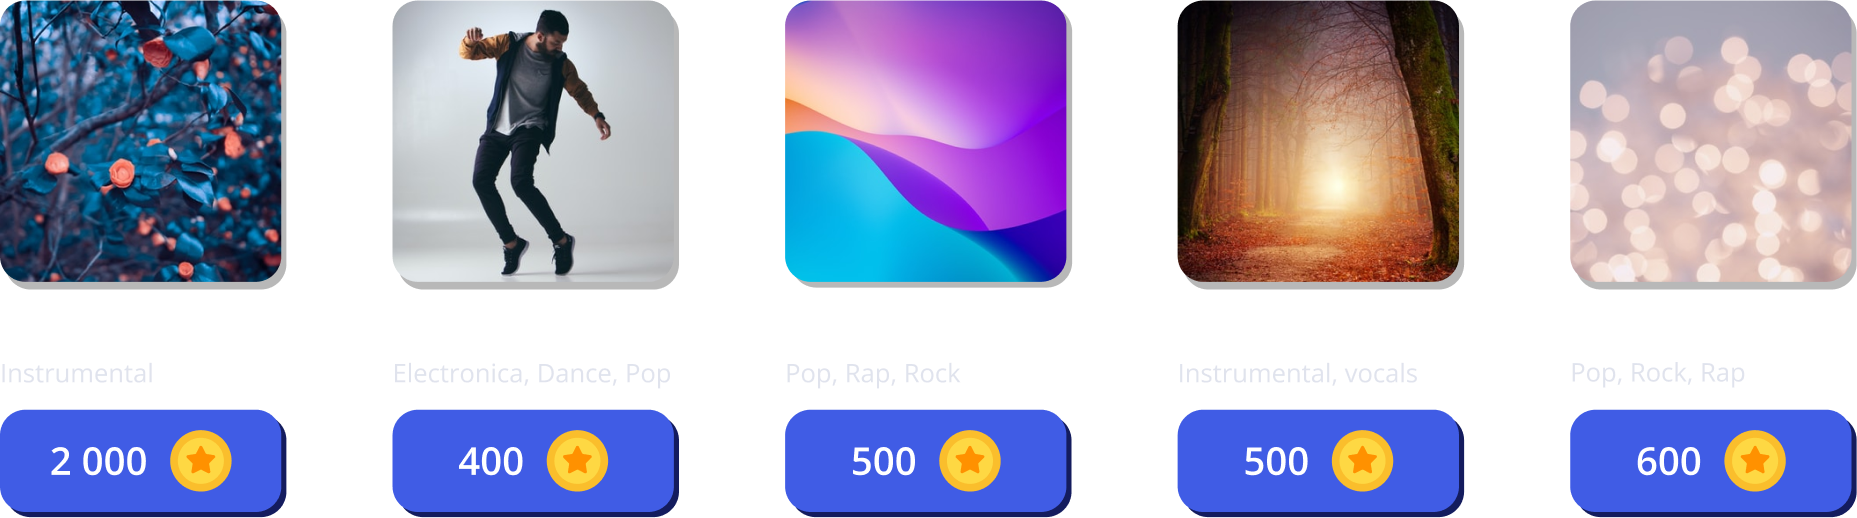 Instrumental
Electronica, Dance, Pop
Pop, Rap, Rock
Instrumental, vocals
Pop, Rock, Rap
2 000
400
500
500
600